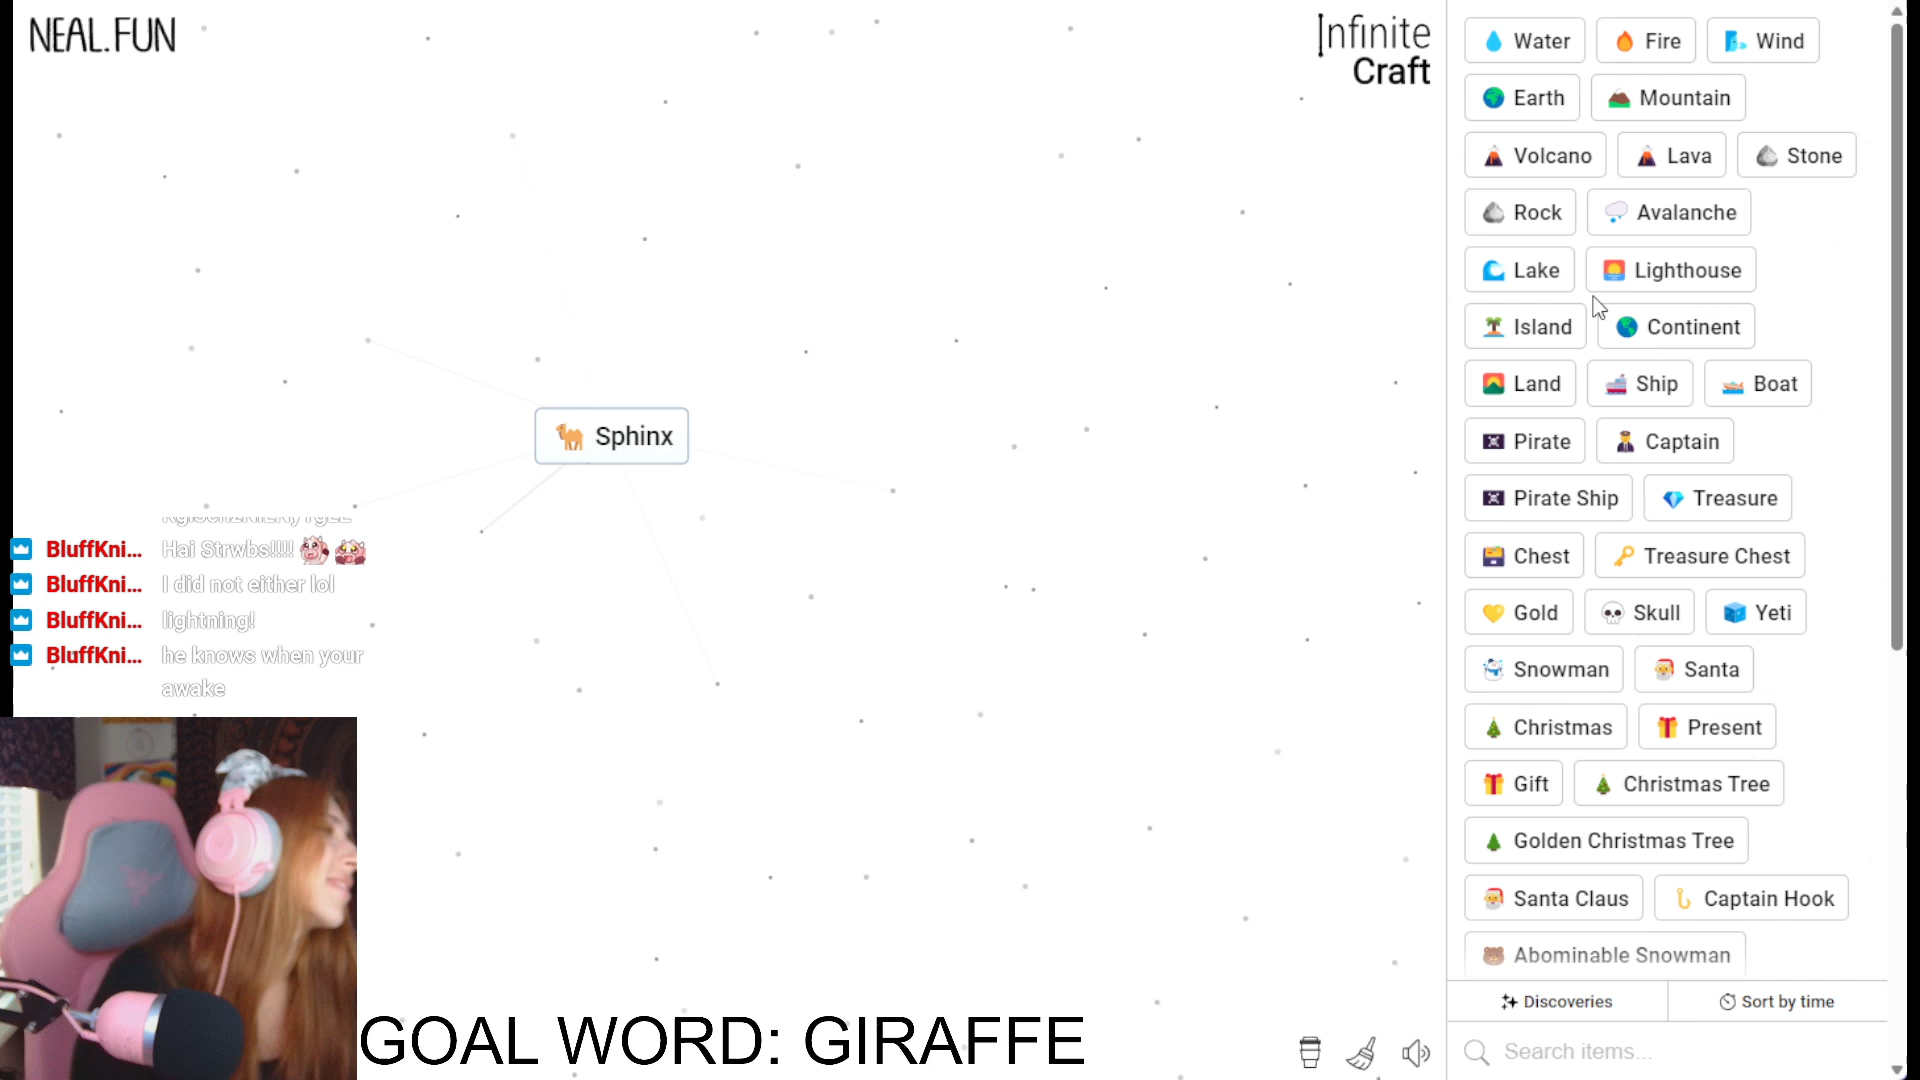 NEAL.FUN
Infinite
Craft
Sphinx
BluffKni... Hai Strwbs!!!!
BluffKni... I did not either lol
BluffKni... lightning!
BluffKni... he knows when your
awake
GOAL WORD: GIRAFFE
Water Fire Wind
Earth Mountain
Volcano Lava Stone
Rock Avalanche
Lake Lighthouse
Island Continent
Land Ship Boat
Pirate Captain
Pirate Ship Treasure
Chest Treasure Chest
Gold Skull Yeti
Snowman Santa
Christmas Present
Gift Christmas Tree
Golden Christmas Tree
Santa Claus Captain Hook
Abominable Snowman
Discoveries Sort by time
Search items...